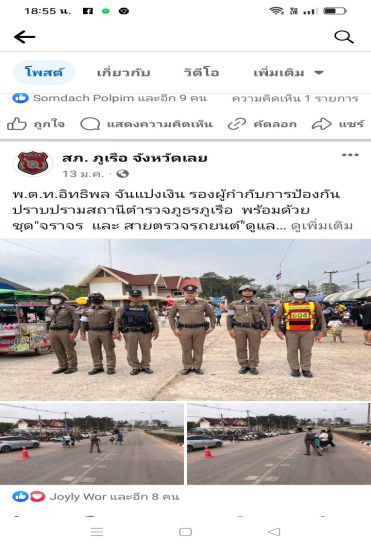 18:55 น.
โพสต์ เกี่ยวกับ วิดีโอ เพิ่มเติม
Somdach Polpim และอีก 9 คน ความคิดเห็น 1 รายการ
ถูกใจ แสดงความคิดเห็น คัดลอก แชร์
สภ. ภูเรือ จังหวัดเลย
13 ม.ค. ·
พ.ต.ท.อิทธิพล จันแปงเงิน รองผู้กำกับการป้องกัน
ปราบปรามสถานีตำรวจภูธรภูเรือ พร้อมด้วย
ชุด"จราจร และ สายตรวจรถยนต์"ดูแล... ดูเพิ่มเติม
604
Joyly Wor และอีก 8 คน